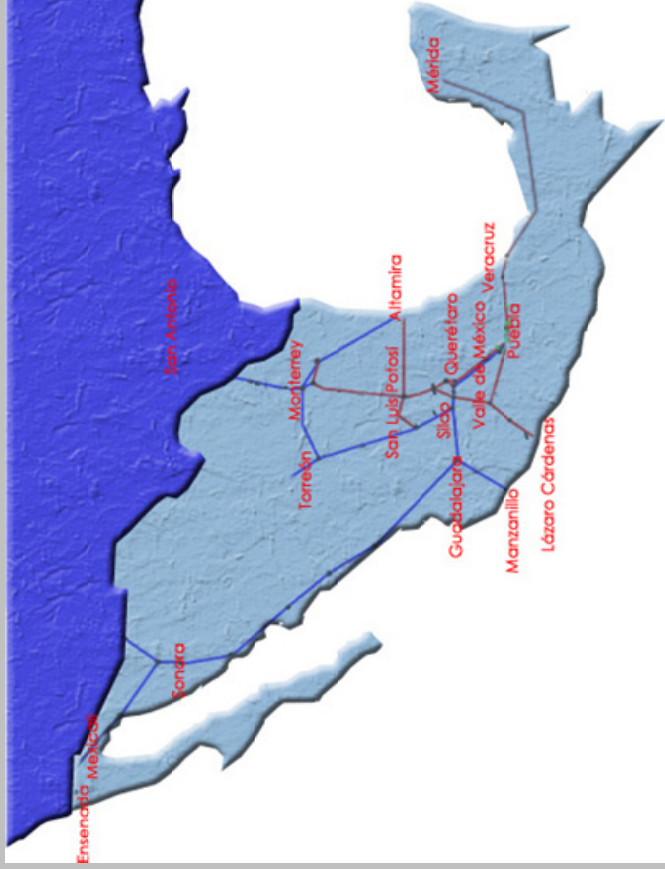 Ensenada
Mexicali
Sonora
San Antonio
Torreón
Monterrey
San Luis Potosí
Altamira
Mérida
Guadalajara
Silao
Querétaro
Valle de México
Veracruz
Puebla
Manzanillo
Lázaro Cárdenas